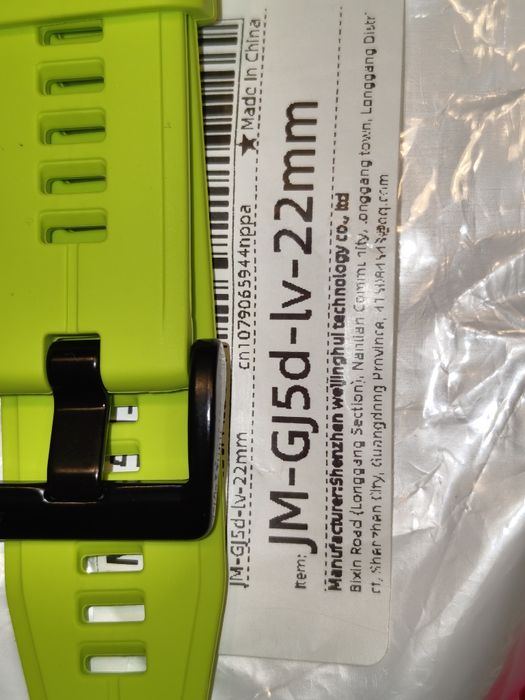 ★ Made In China
JM-GJ5d-lv-22mm cn1079065944nppa
Item: JM-GJ5d-lv-22mm
Manufacturer:Shenzhen weijinghui technology co., ltd
Bixin Road (Longgang Section), Nanlian Community, Longgang town, Longgang Distr
ct, Shenzhen City, Guangdong Province,